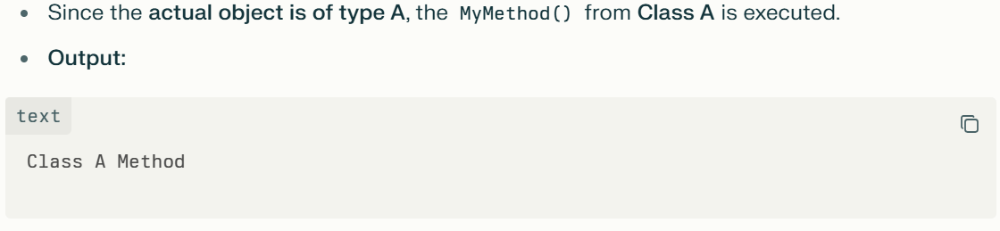 Since the actual object is of type A, the MyMethod() from Class A is executed.
Output:
text
Class A Method